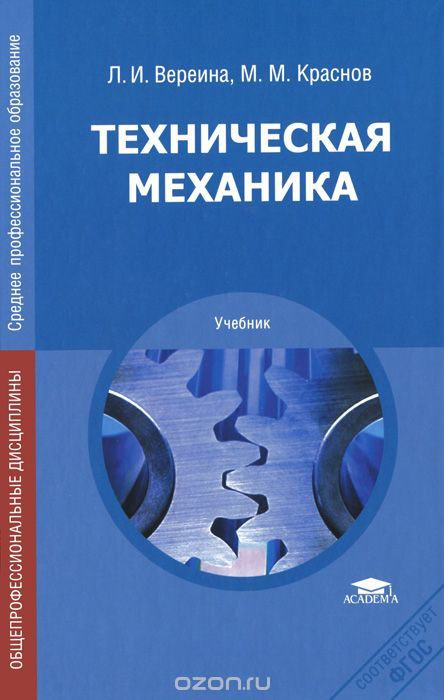 Л. И. Вереина, М. М. Краснов
ТЕХНИЧЕСКАЯ
МЕХАНИКА
Учебник
Среднее профессиональное образование
ОБЩЕПРОФЕССИОНАЛЬНЫЕ ДИСЦИПЛИНЫ
ACADEMA
соответствует
ФГОС
ozon.ru